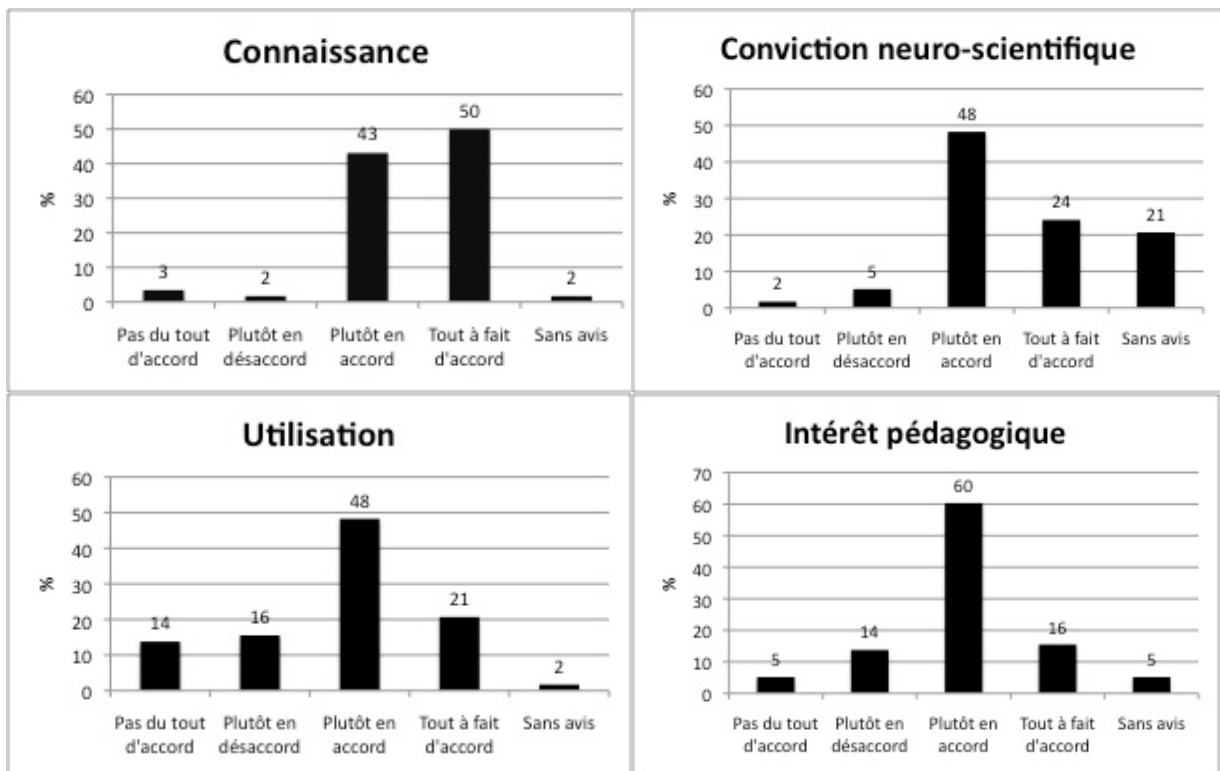 Connaissance
60
50
40
30
20
10
0
%
3
2
43
50
2
Pas du tout
d'accord
Plutôt en
désaccord
Plutôt en
accord
Tout à fait
d'accord
Sans avis
Conviction neuro-scientifique
60
50
40
30
20
10
0
%
2
5
48
24
21
Pas du tout
d'accord
Plutôt en
désaccord
Plutôt en
accord
Tout à fait
d'accord
Sans avis
Utilisation
60
50
40
30
20
10
0
%
14
16
48
21
2
Pas du tout
d'accord
Plutôt en
désaccord
Plutôt en
accord
Tout à fait
d'accord
Sans avis
Intérêt pédagogique
70
60
50
40
30
20
10
0
%
5
14
60
16
5
Pas du tout
d'accord
Plutôt en
désaccord
Plutôt en
accord
Tout à fait
d'accord
Sans avis